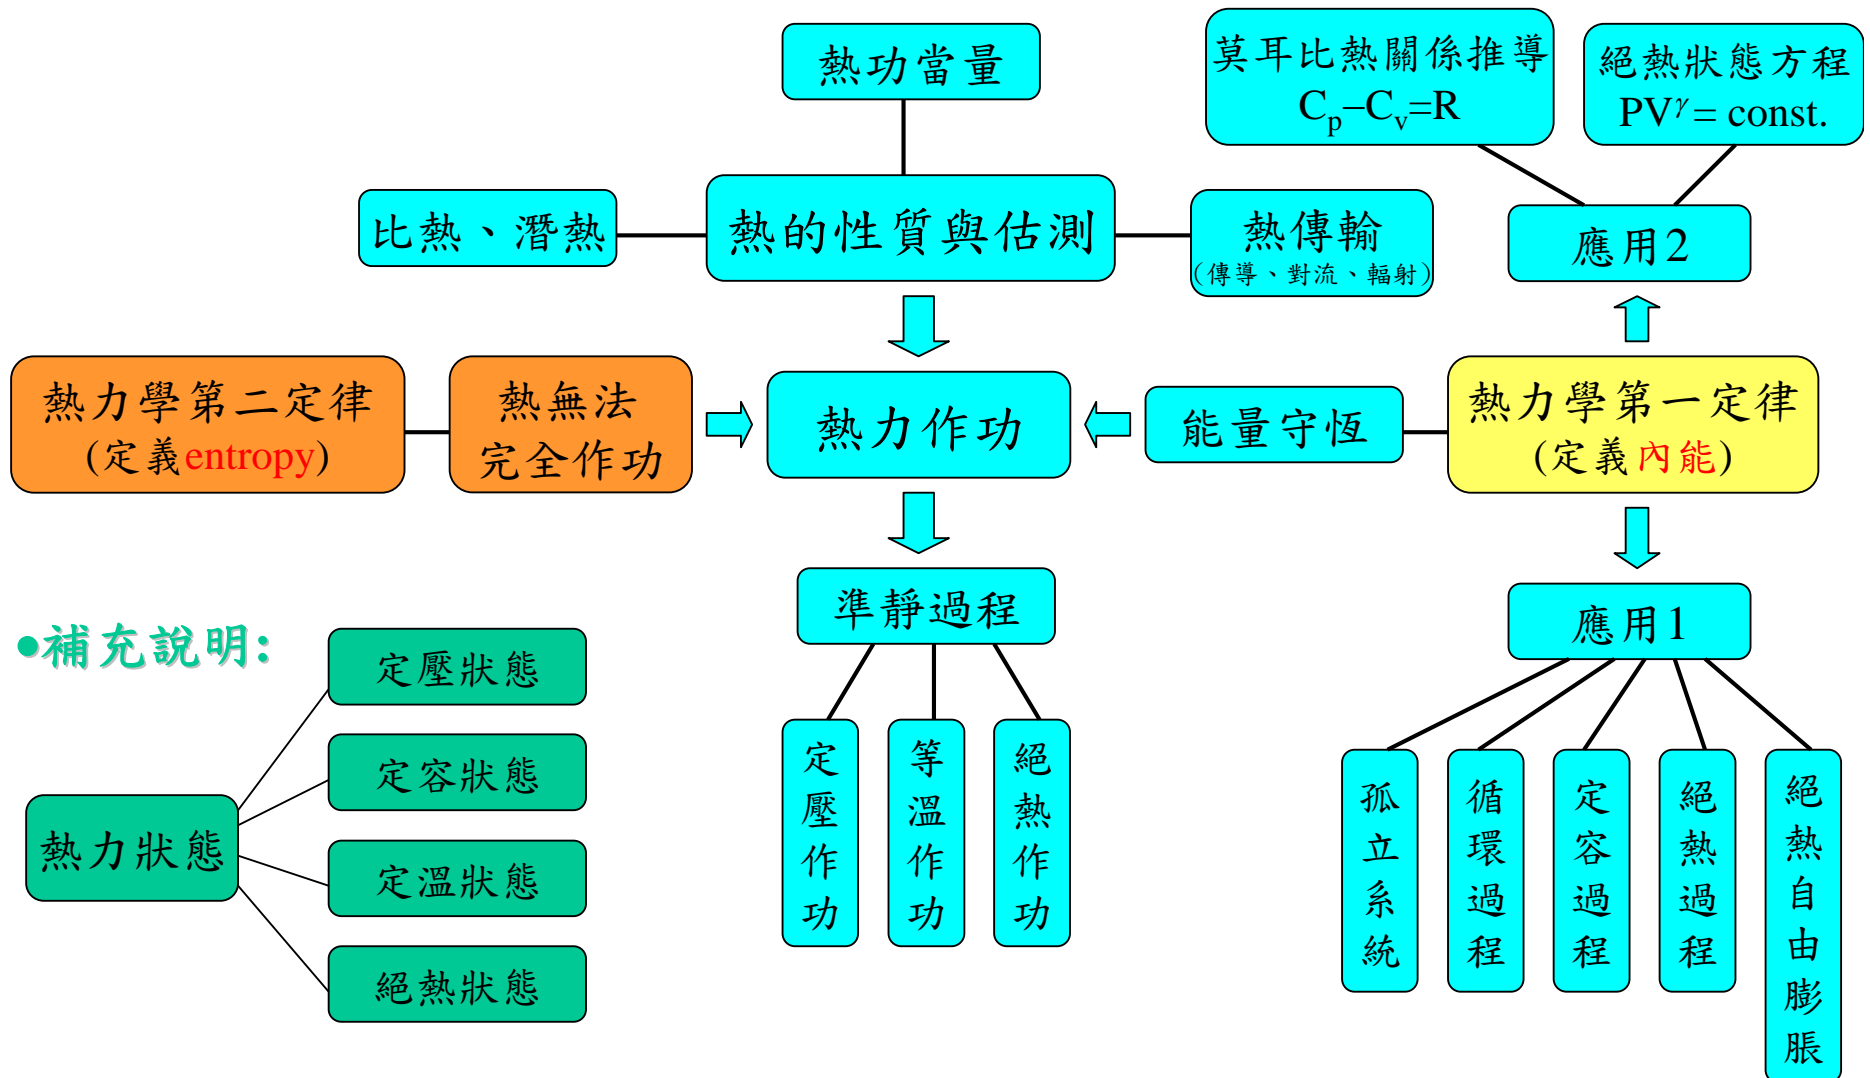 熱功當量
莫耳比熱關係推導
Cp–Cv=R
絕熱狀態方程
PVγ = const.
比熱、潛熱
熱的性質與估測
熱傳輸
(傳導、對流、輻射)
應用2
熱力學第二定律
(定義entropy)
熱無法
完全作功
熱力作功
能量守恆
熱力學第一定律
(定義內能)
準靜過程
應用1
定壓作功
等溫作功
絕熱作功
孤立系統
循環過程
定容過程
絕熱過程
絕熱自由膨脹
•補充說明:
熱力狀態
定壓狀態
定容狀態
定溫狀態
絕熱狀態